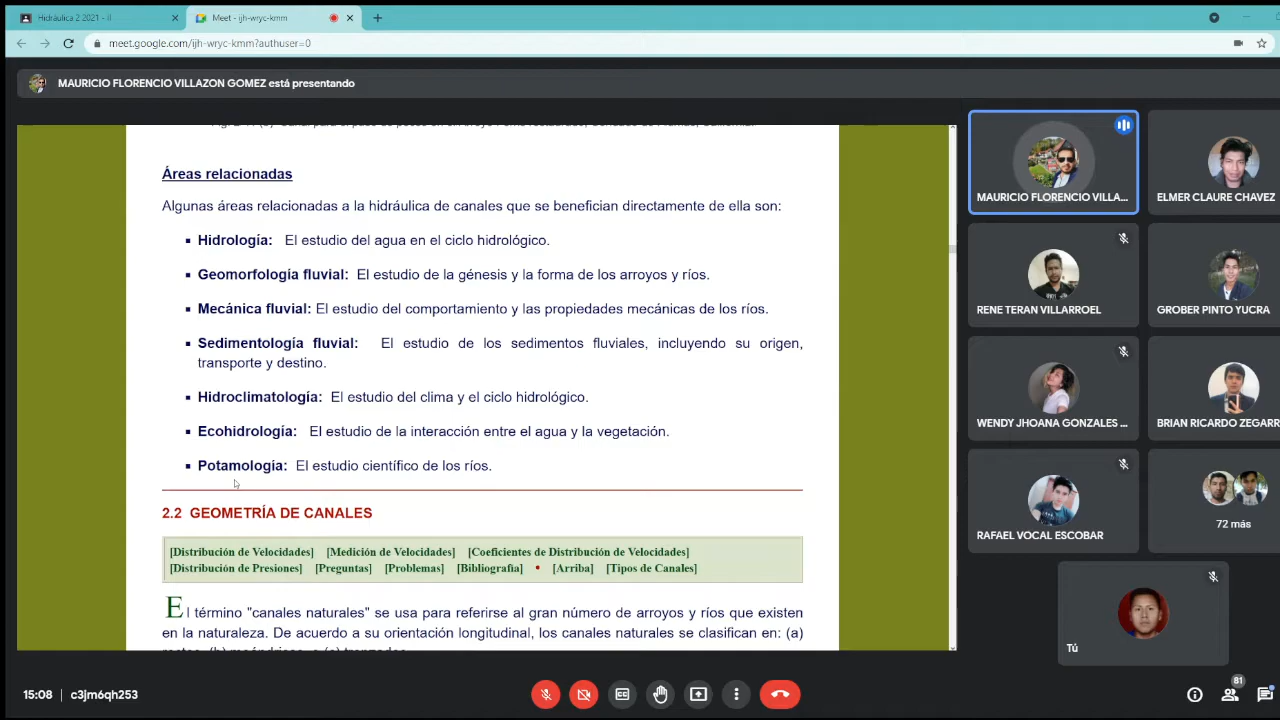 Hidráulica 2 2021 - II
Meet - ijh-wryc-kmm
meet.google.com/ijh-wryc-kmm?authuser=0
MAURICIO FLORENCIO VILLAZON GOMEZ está presentando
Áreas relacionadas
Algunas áreas relacionadas a la hidráulica de canales que se benefician directamente de ella son:
Hidrología: El estudio del agua en el ciclo hidrológico.
Geomorfología fluvial: El estudio de la génesis y la forma de los arroyos y ríos.
Mecánica fluvial: El estudio del comportamiento y las propiedades mecánicas de los ríos.
Sedimentología fluvial: El estudio de los sedimentos fluviales, incluyendo su origen,
transporte y destino.
Hidroclimatología: El estudio del clima y el ciclo hidrológico.
Ecohidrología: El estudio de la interacción entre el agua y la vegetación.
Potamología: El estudio científico de los ríos.
2.2 GEOMETRÍA DE CANALES
[Distribución de Velocidades] [Medición de Velocidades] [Coeficientes de Distribución de Velocidades]
[Distribución de Presiones] [Preguntas] [Problemas] [Bibliografía] • [Arriba] [Tipos de Canales]
El término "canales naturales" se usa para referirse al gran número de arroyos y ríos que existen
en la naturaleza. De acuerdo a su orientación longitudinal, los canales naturales se clasifican en: (a)
MAURICIO FLORENCIO VILLA...
ELMER CLAURE CHAVEZ
RENE TERAN VILLARROEL
GROBER PINTO YUCRA
WENDY JHOANA GONZALES ...
BRIAN RICARDO ZEGARR
RAFAEL VOCAL ESCOBAR
72 más
Tú
15:08 | c3jm6qh253
81